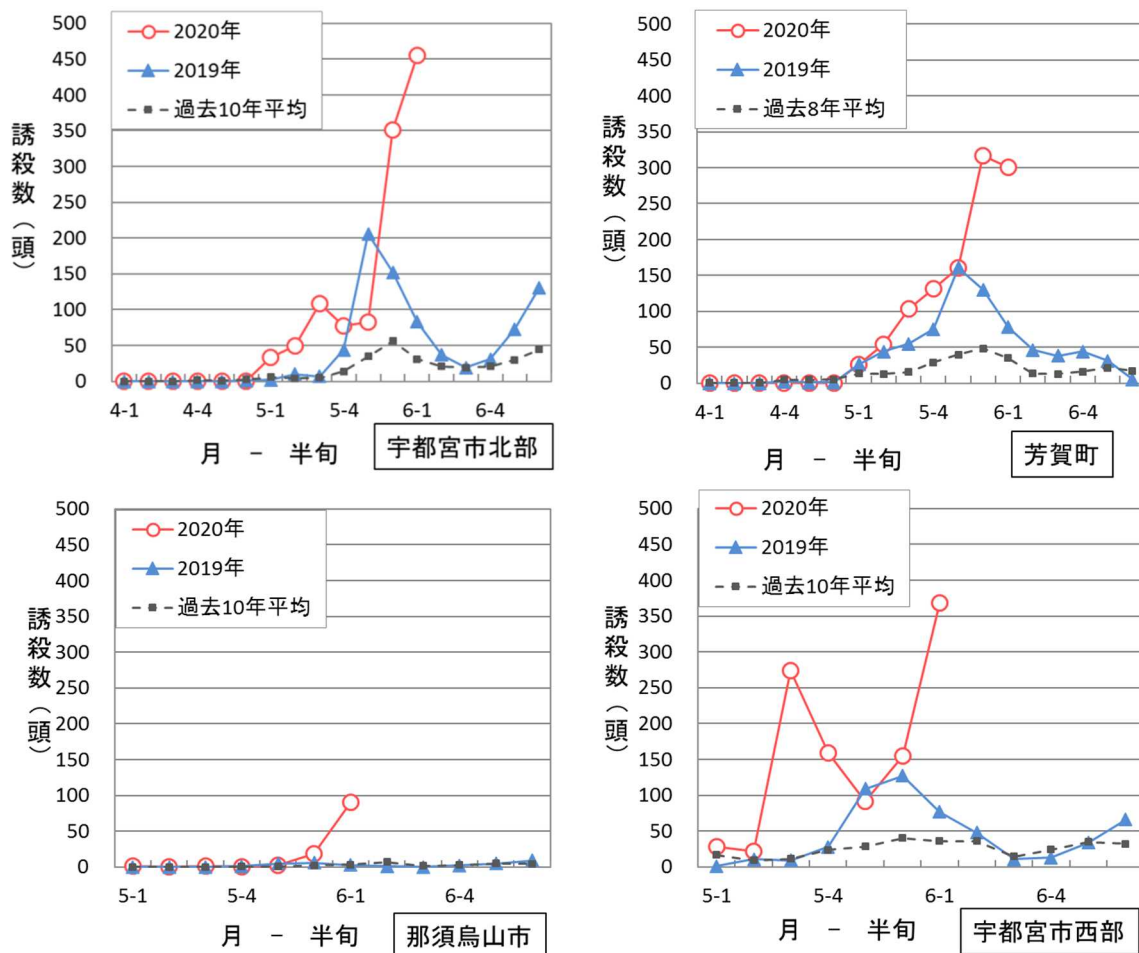 500
450
400
350
300
250
200
150
100
50
0
誘殺数（頭）
2020年
2019年
過去10年平均
4-1
4-4
5-1
5-4
6-1
6-4
月 － 半旬
宇都宮市北部
500
450
400
350
300
250
200
150
100
50
0
誘殺数（頭）
2020年
2019年
過去8年平均
4-1
4-4
5-1
5-4
6-1
6-4
月 － 半旬
芳賀町
500
450
400
350
300
250
200
150
100
50
0
誘殺数（頭）
2020年
2019年
過去10年平均
5-1
5-4
6-1
6-4
月 － 半旬
那須烏山市
500
450
400
350
300
250
200
150
100
50
0
誘殺数（頭）
2020年
2019年
過去10年平均
5-1
5-4
6-1
6-4
月 － 半旬
宇都宮市西部